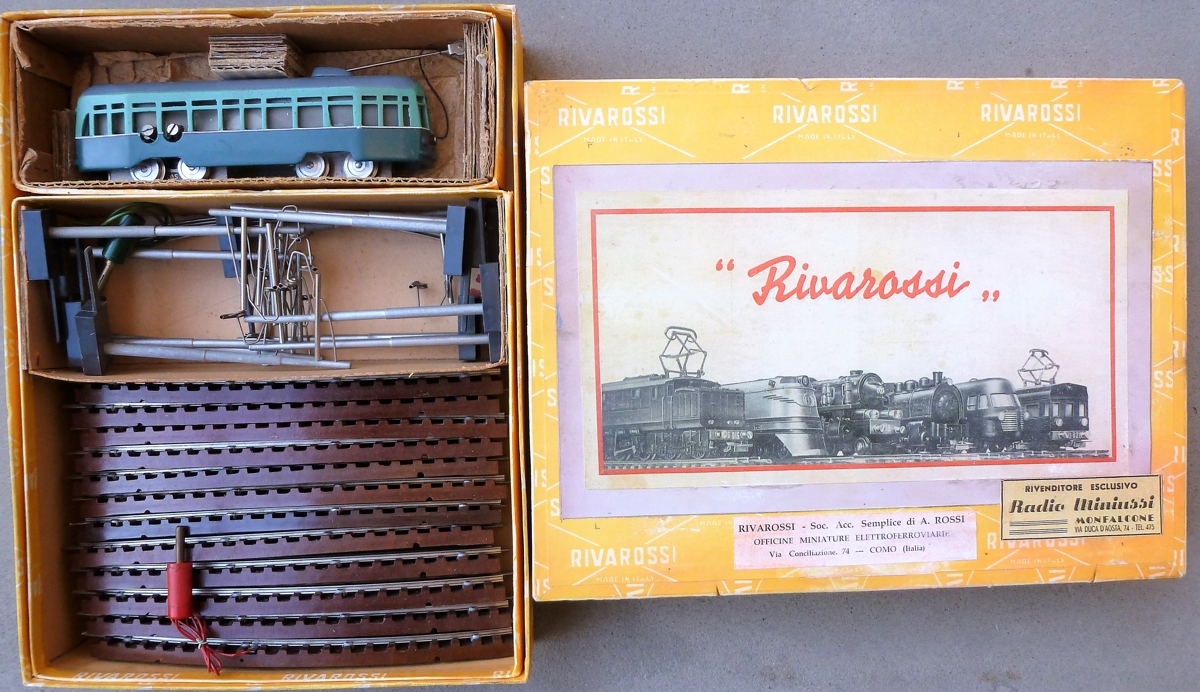 RIVAROSSI RIVAROSSI RIVAROSSI
MADE IN ITALY MADE IN ITALY MADE IN ITALY
“ Rivarossi „
RIVENDITORE ESCLUSIVO
Radio Miniussi
MONFALCONE
VIA DUCA D'AOSTA, 74 - TEL. 475
RIVAROSSI - Soc. Acc. Semplice di A. ROSSI
OFFICINE MINIATURE ELETTROFERROVIARIE
Via Conciliazione, 74 — COMO (Italia)
RIVAROSSI RIVAROSSI
MADE IN ITALY MADE IN ITALY
RIVAROSSI